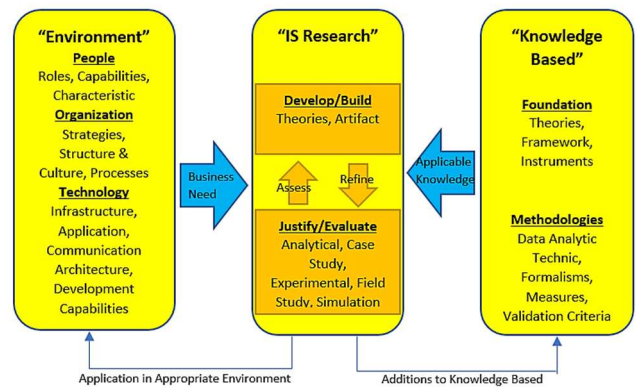 “Environment”
People
Roles, Capabilities,
Characteristic
Organization
Strategies,
Structure &
Culture, Processes
Technology
Infrastructure,
Application,
Communication
Architecture,
Development
Capabilities
Business
Need
“IS Research”
Develop/Build
Theories, Artifact
Assess
Refine
Justify/Evaluate
Analytical, Case
Study,
Experimental, Field
Study, Simulation
Applicable
Knowledge
“Knowledge
Based”
Foundation
Theories,
Framework,
Instruments
Methodologies
Data Analytic
Technic,
Formalisms,
Measures,
Validation Criteria
Application in Appropriate Environment
Additions to Knowledge Based